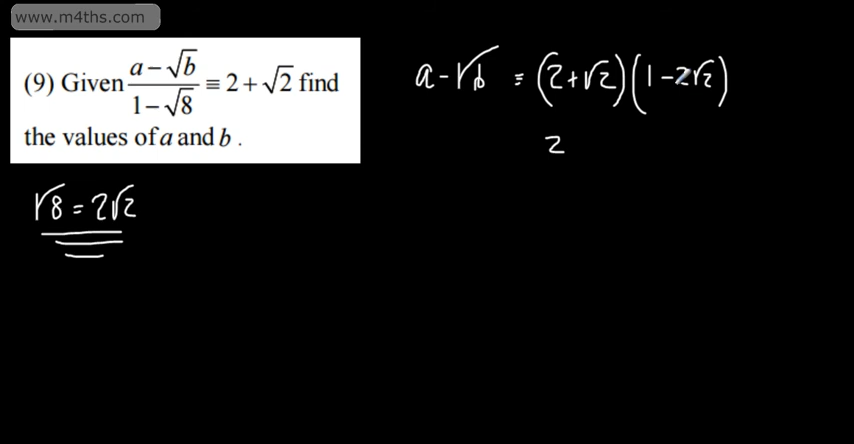 www.m4ths.com
(9) Given (a - √b)/(1 - √8) ≡ 2 + √2 find
the values of a and b .
a - √b ≡ (2+√2)(1-2√2)
2
√8 = 2√2